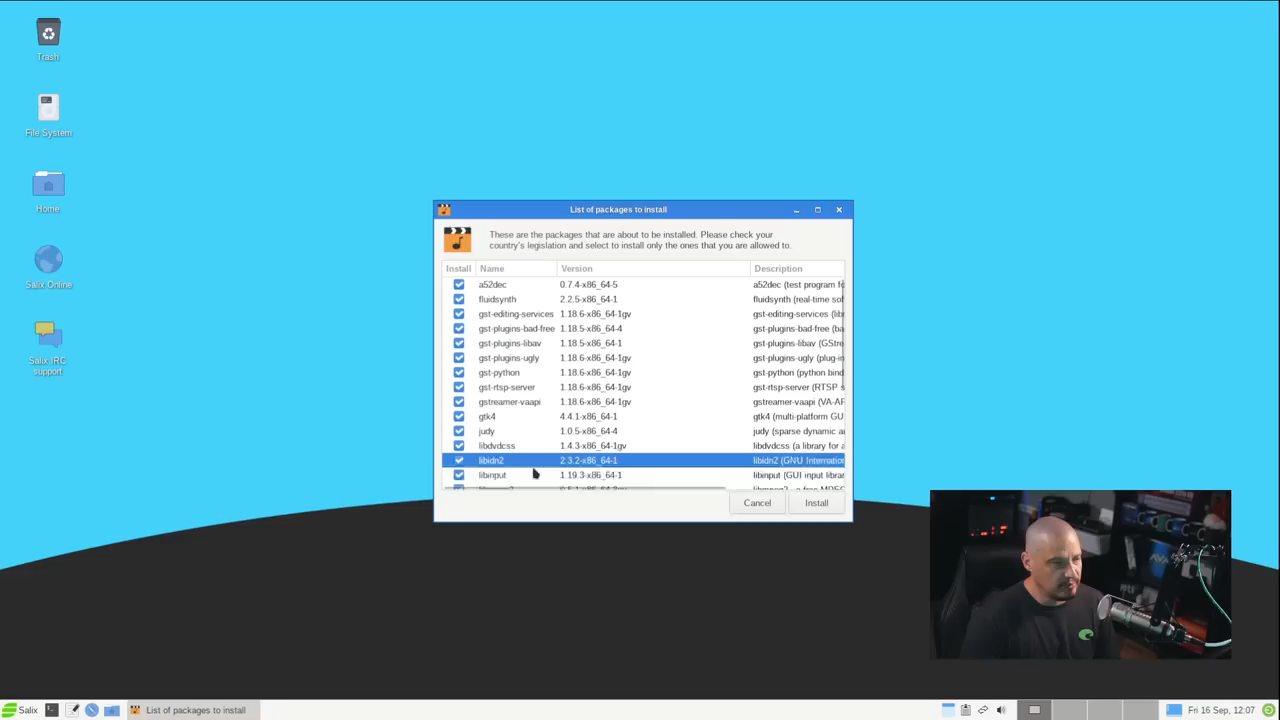 Trash
File System
Home
Salix Online
Salix IRC
support
List of packages to install
These are the packages that are about to be installed. Please check your
country's legislation and select to install only the ones that you are allowed to.
Install Name Version Description
a52dec 0.7.4-x86_64-5 a52dec (test program fo
fluidsynth 2.2.5-x86_64-1 fluidsynth (real-time sof
gst-editing-services 1.18.6-x86_64-1gv gst-editing-services (libr
gst-plugins-bad-free 1.18.5-x86_64-4 gst-plugins-bad-free (ba
gst-plugins-libav 1.18.5-x86_64-1 gst-plugins-libav (GStre
gst-plugins-ugly 1.18.6-x86_64-1gv gst-plugins-ugly (plug-in
gst-python 1.18.6-x86_64-1gv gst-python (python bind
gst-rtsp-server 1.18.6-x86_64-1gv gst-rtsp-server (RTSP s
gstreamer-vaapi 1.18.6-x86_64-1gv gstreamer-vaapi (VA-AF
gtk4 4.4.1-x86_64-1 gtk4 (multi-platform GU
judy 1.0.5-x86_64-4 judy (sparse dynamic ar
libdvdcss 1.4.3-x86_64-1gv libdvdcss (a library for a
libidn2 2.3.2-x86_64-1 libidn2 (GNU Internation
libinput 1.19.3-x86_64-1 libinput (GUI input librar
Cancel Install
Salix List of packages to install Fri 16 Sep, 12:07